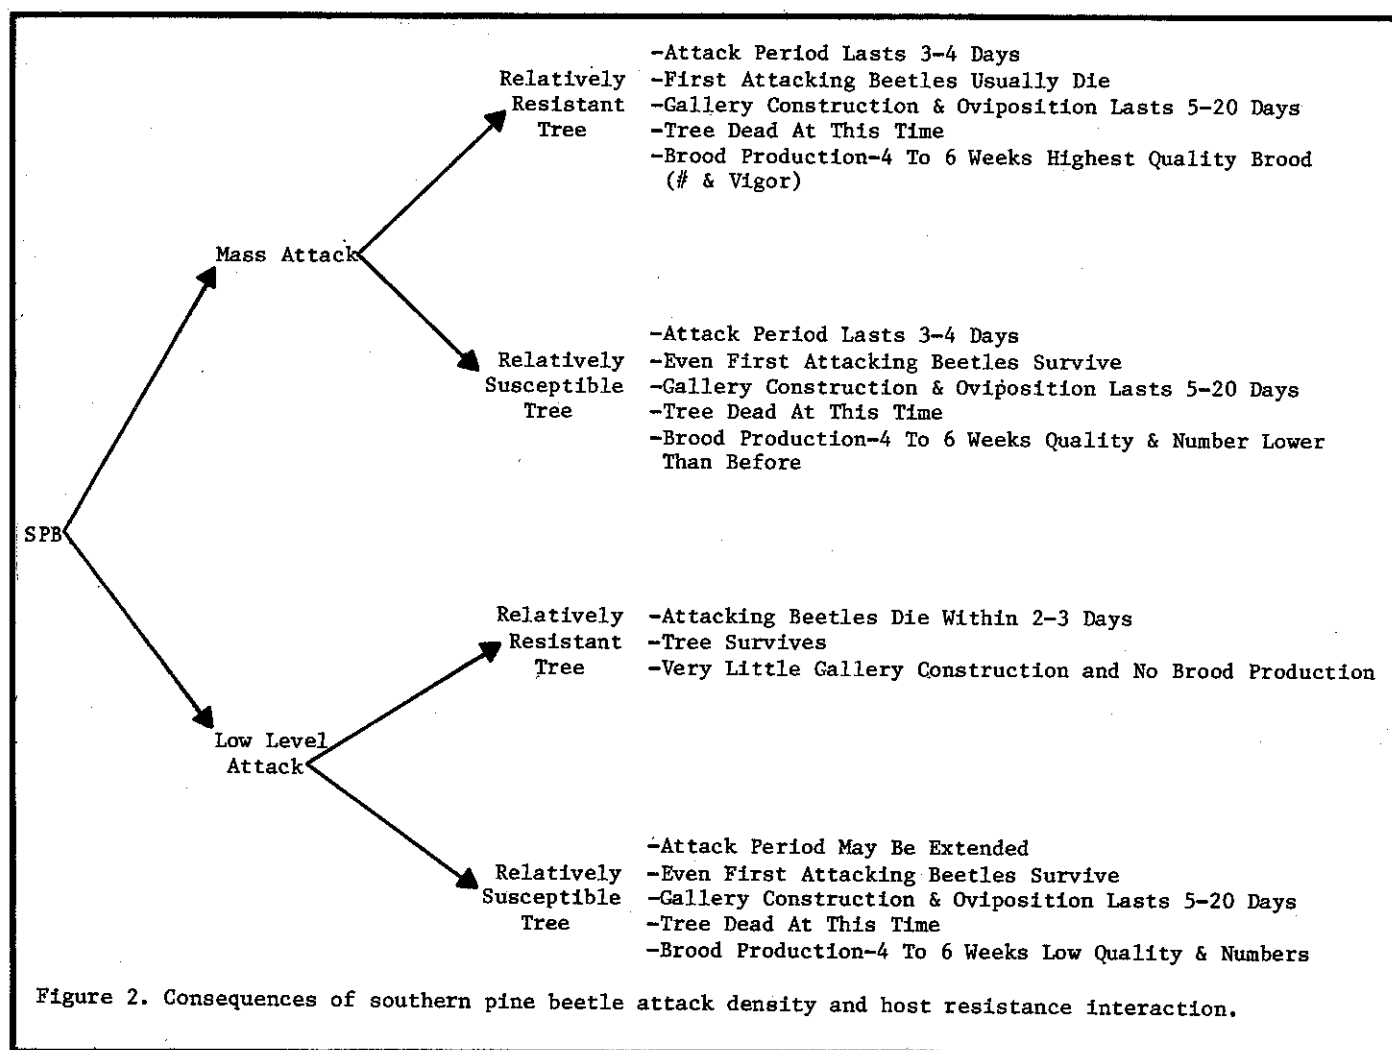 -Attack Period Lasts 3-4 Days
Relatively -First Attacking Beetles Usually Die
Resistant -Gallery Construction & Oviposition Lasts 5-20 Days
Tree -Tree Dead At This Time
-Brood Production-4 To 6 Weeks Highest Quality Brood
(# & Vigor)
Mass Attack
-Attack Period Lasts 3-4 Days
Relatively -Even First Attacking Beetles Survive
Susceptible -Gallery Construction & Oviposition Lasts 5-20 Days
Tree -Tree Dead At This Time
-Brood Production-4 To 6 Weeks Quality & Number Lower
Than Before
SPB
Relatively -Attacking Beetles Die Within 2-3 Days
Resistant -Tree Survives
Tree -Very Little Gallery Construction and No Brood Production
Low Level
Attack
-Attack Period May Be Extended
Relatively -Even First Attacking Beetles Survive
Susceptible -Gallery Construction & Oviposition Lasts 5-20 Days
Tree -Tree Dead At This Time
-Brood Production-4 To 6 Weeks Low Quality & Numbers
Figure 2. Consequences of southern pine beetle attack density and host resistance interaction.